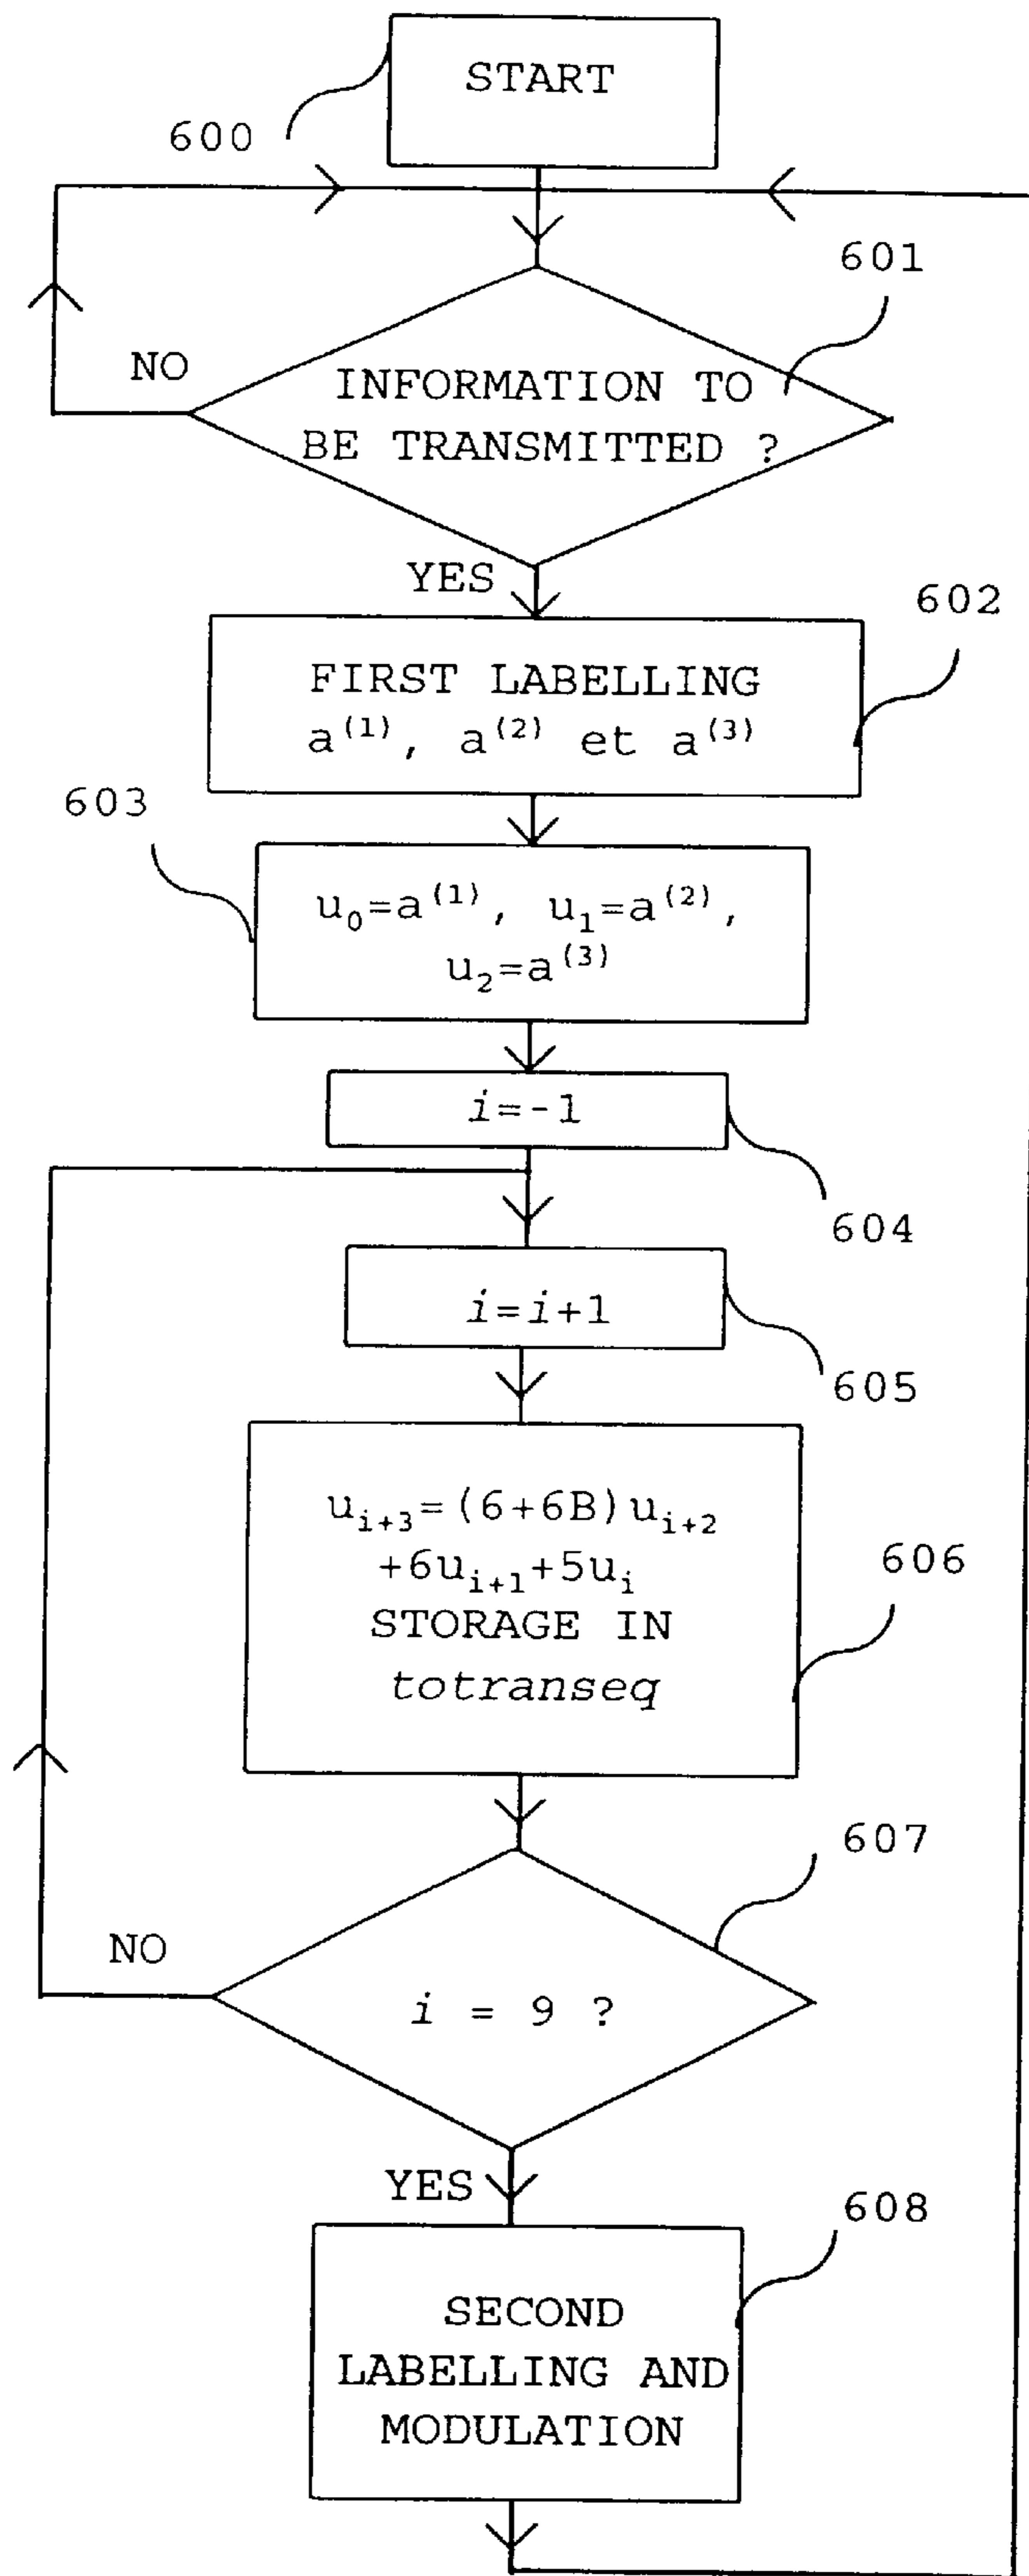 START
600
601
NO
INFORMATION TO
BE TRANSMITTED ?
YES
602
FIRST LABELLING
a⁽¹⁾, a⁽²⁾ et a⁽³⁾
603
u₀=a⁽¹⁾, u₁=a⁽²⁾,
u₂=a⁽³⁾
i=-1
604
i=i+1
605
uᵢ₊₃=(6+6B)uᵢ₊₂
+6uᵢ₊₁+5uᵢ
STORAGE IN
totranseq
606
607
NO
i = 9 ?
YES
608
SECOND
LABELLING AND
MODULATION